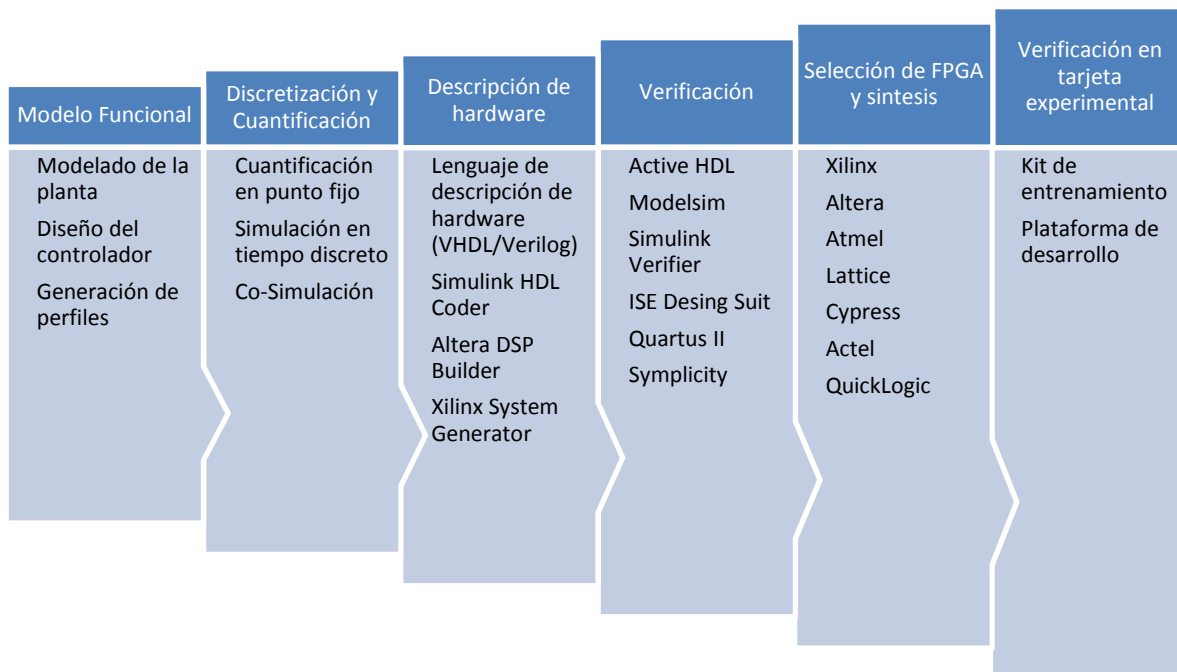 Modelo Funcional
Modelado de la
planta
Diseño del
controlador
Generación de
perfiles
Discretización y
Cuantificación
Cuantificación
en punto fijo
Simulación en
tiempo discreto
Co-Simulación
Descripción de
hardware
Lenguaje de
descripción de
hardware
(VHDL/Verilog)
Simulink HDL
Coder
Altera DSP
Builder
Xilinx System
Generator
Verificación
Active HDL
Modelsim
Simulink
Verifier
ISE Desing Suit
Quartus II
Symplicity
Selección de FPGA
y sintesis
Xilinx
Altera
Atmel
Lattice
Cypress
Actel
QuickLogic
Verificación en
tarjeta
experimental
Kit de
entrenamiento
Plataforma de
desarrollo